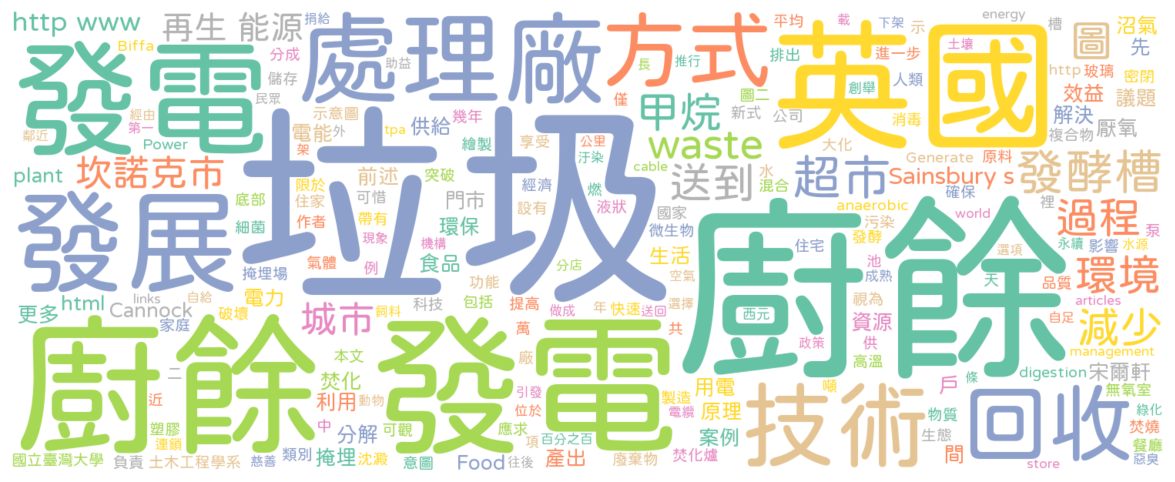 http www
再生 能源
捐給
處理廠
方式
平均
載
下架
energy
英國
圖
槽
沼氣
先
發電
Biffa
分成
儲存
助益
民眾
長
推行
排出
進一步
土壤
http 玻璃
密閉
效益
議題
鄰近
經由
第一
Power
示意圖
電能
外
架
tpa
供給
幾年
繪製
僅
圖二
甲烷
新式
公司
創舉
人類
消毒
解決
複合物
厭氧
享受
公里
汙染
cable
waste
大化
plant
坎諾克市
垃圾
限於
住家
作者
前述
可惜
帶有
突破
門市
環保
經濟
設有
燃
液狀
送到
水
混合
超市
Generate
原料
Sainsbury s
確保
發酵槽
裡
發展
底部
細菌
掩埋場
現象
氣體
例
機構
食品
分店
功能
包括
提高
國家
微生物
生活
空氣
廚餘
住宅
anaerobic
污染
發酵
池
成熟
world
選項
天
過程
永續
影響
水源
泵
品質
環境
更多
html
links
Cannock
自給
破壞
電力
家庭
飼料
城市
科技
年
快速
送回
選擇
做成
萬
共
廠
西元
政策
視為
資源
供
高溫
articles
自足
減少
management
廚餘
發電
二
近
本文
焚化
利用
動物
中
塑膠
連鎖
分解
可觀
引發
位於
應求
項
百分之百
製造
電纜
用電
原理
噸
技術
戶
條
digestion
宋爾軒
物質
無氧室
回收
綠化
焚燒
餐廳
惡臭
國立臺灣大學
負責
土木工程學系
慈善
類別
掩埋
沈澱
意圖
Food
往後
產出
廢棄物
焚化爐
案例
生態
間
store